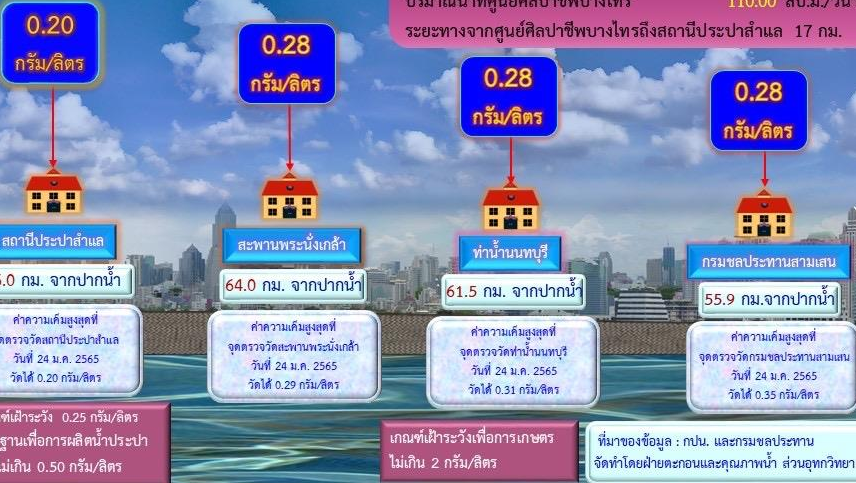 ปริมาณน้ำที่ศูนย์ศิลปาชีพบางไทร 110.00 ลบ.ม./วิน
ระยะทางจากศูนย์ศิลปาชีพบางไทรถึงสถานีประปาสำแล 17 กม.
0.20
กรัม/ลิตร
0.28
กรัม/ลิตร
0.28
กรัม/ลิตร
0.28
กรัม/ลิตร
สถานีประปาสำแล
สะพานพระนั่งเกล้า
ท่าน้ำนนทบุรี
กรมชลประทานสามเสน
กม. จากปากน้ำ
64.0 กม. จากปากน้ำ
61.5 กม. จากปากน้ำ
55.9 กม.จากปากน้ำ
ค่าความเค็มสูงสุดที่
ตรวจวัดสถานีประปาสำแล
วันที่ 24 ม.ค. 2565
วัดได้ 0.20 กรัม/ลิตร
ค่าความเค็มสูงสุดที่
จุดตรวจวัดสะพานพระนั่งเกล้า
วันที่ 24 ม.ค. 2565
วัดได้ 0.29 กรัม/ลิตร
ค่าความเค็มสูงสุดที่
จุดตรวจวัดท่าน้ำนนทบุรี
วันที่ 24 ม.ค. 2565
วัดได้ 0.31 กรัม/ลิตร
ค่าความเค็มสูงสุดที่
จุดตรวจวัดกรมชลประทานสามเสน
วันที่ 24 ม.ค. 2565
วัดได้ 0.35 กรัม/ลิตร
ฑ์เฝ้าระวัง 0.25 กรัม/ลิตร
ฐานเพื่อการผลิตน้ำประปา
ไม่เกิน 0.50 กรัม/ลิตร
เกณฑ์เฝ้าระวังเพื่อการเกษตร
ไม่เกิน 2 กรัม/ลิตร
ที่มาของข้อมูล : กปน. และกรมชลประทาน
จัดทำโดยฝ่ายตะกอนและคุณภาพน้ำ ส่วนอุทกวิทยา